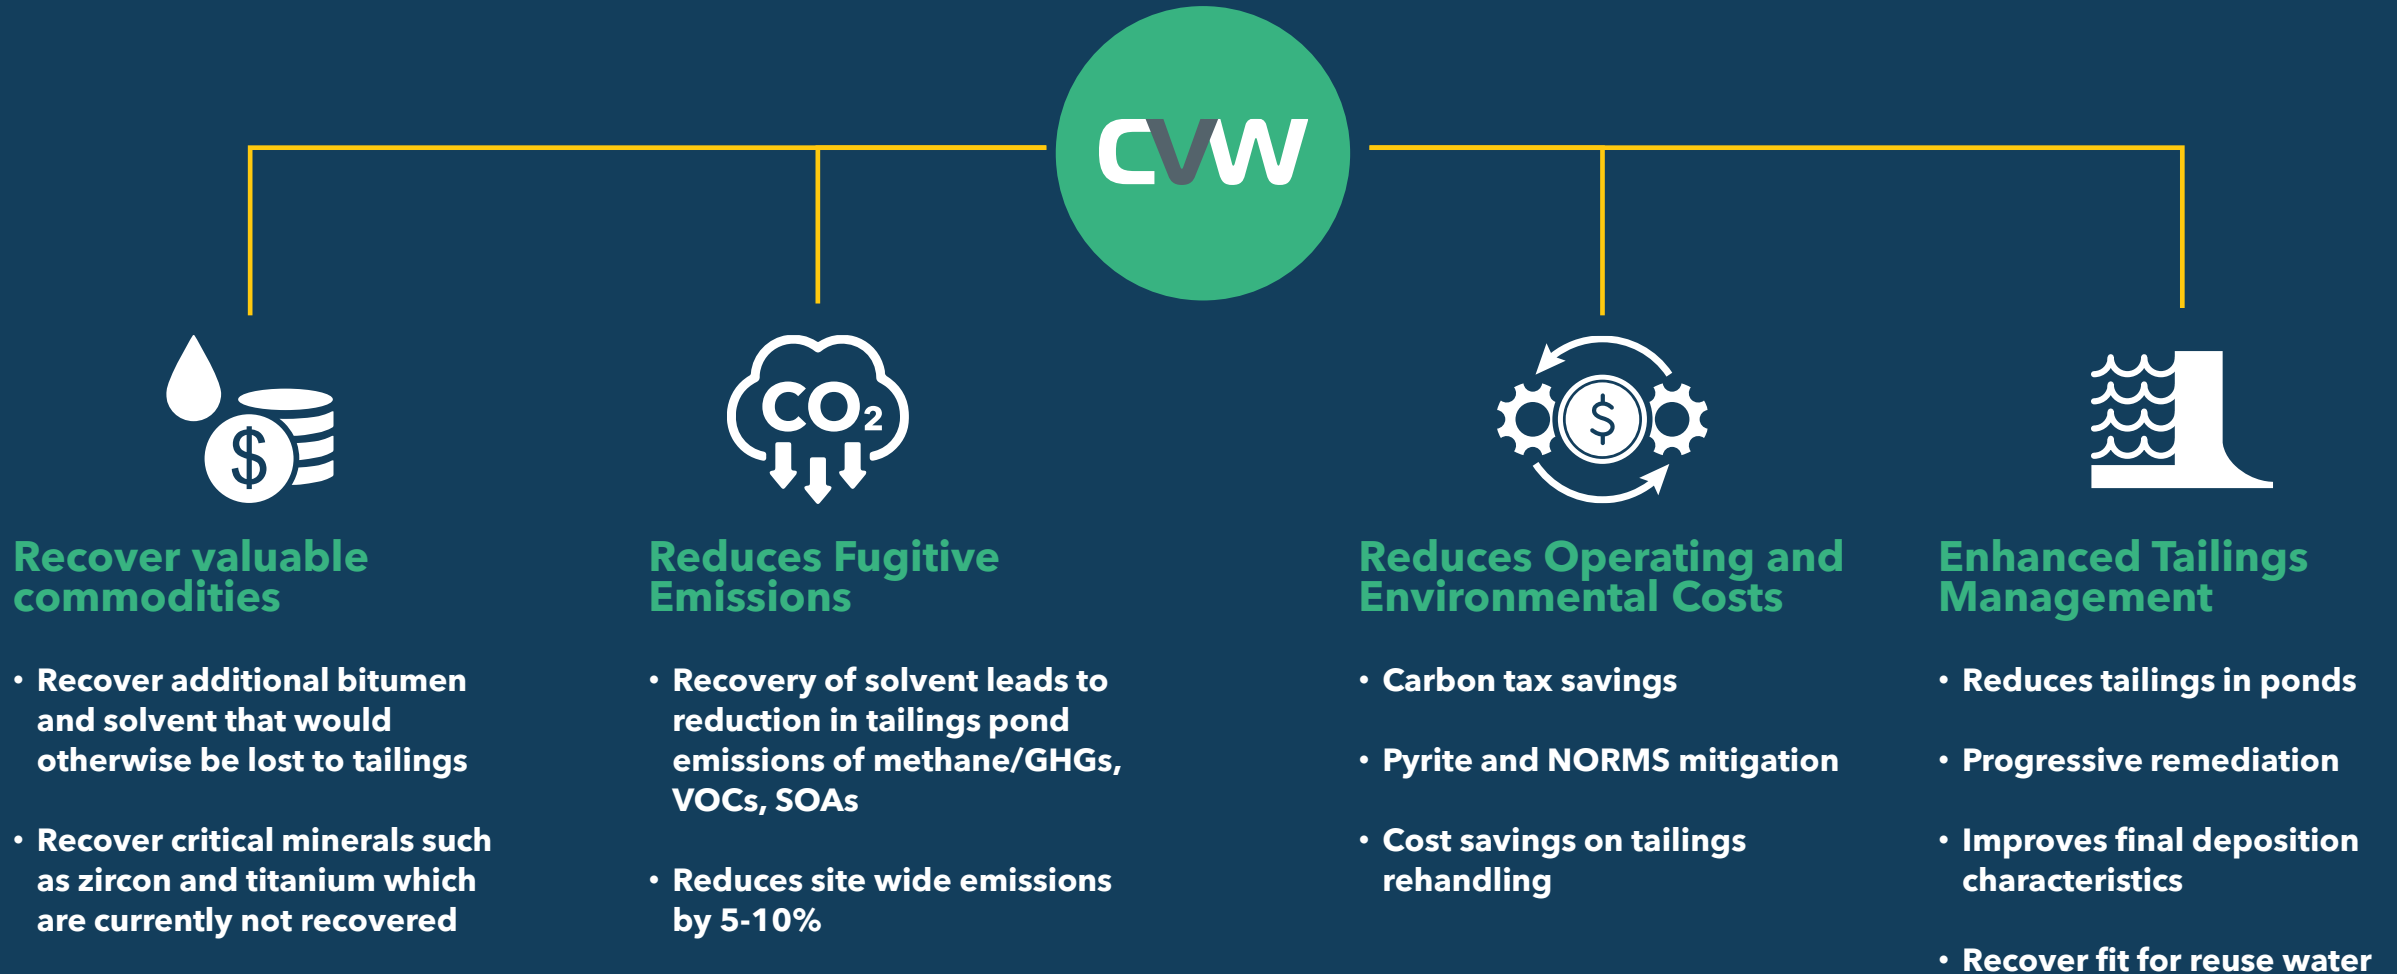 CVW
CO₂
$
$
Recover valuable
commodities
• Recover additional bitumen
and solvent that would
otherwise be lost to tailings
• Recover critical minerals such
as zircon and titanium which
are currently not recovered
Reduces Fugitive
Emissions
• Recovery of solvent leads to
reduction in tailings pond
emissions of methane/GHGs,
VOCs, SOAs
• Reduces site wide emissions
by 5-10%
Reduces Operating and
Environmental Costs
• Carbon tax savings
• Pyrite and NORMS mitigation
• Cost savings on tailings
rehandling
Enhanced Tailings
Management
• Reduces tailings in ponds
• Progressive remediation
• Improves final deposition
characteristics
• Recover fit for reuse water